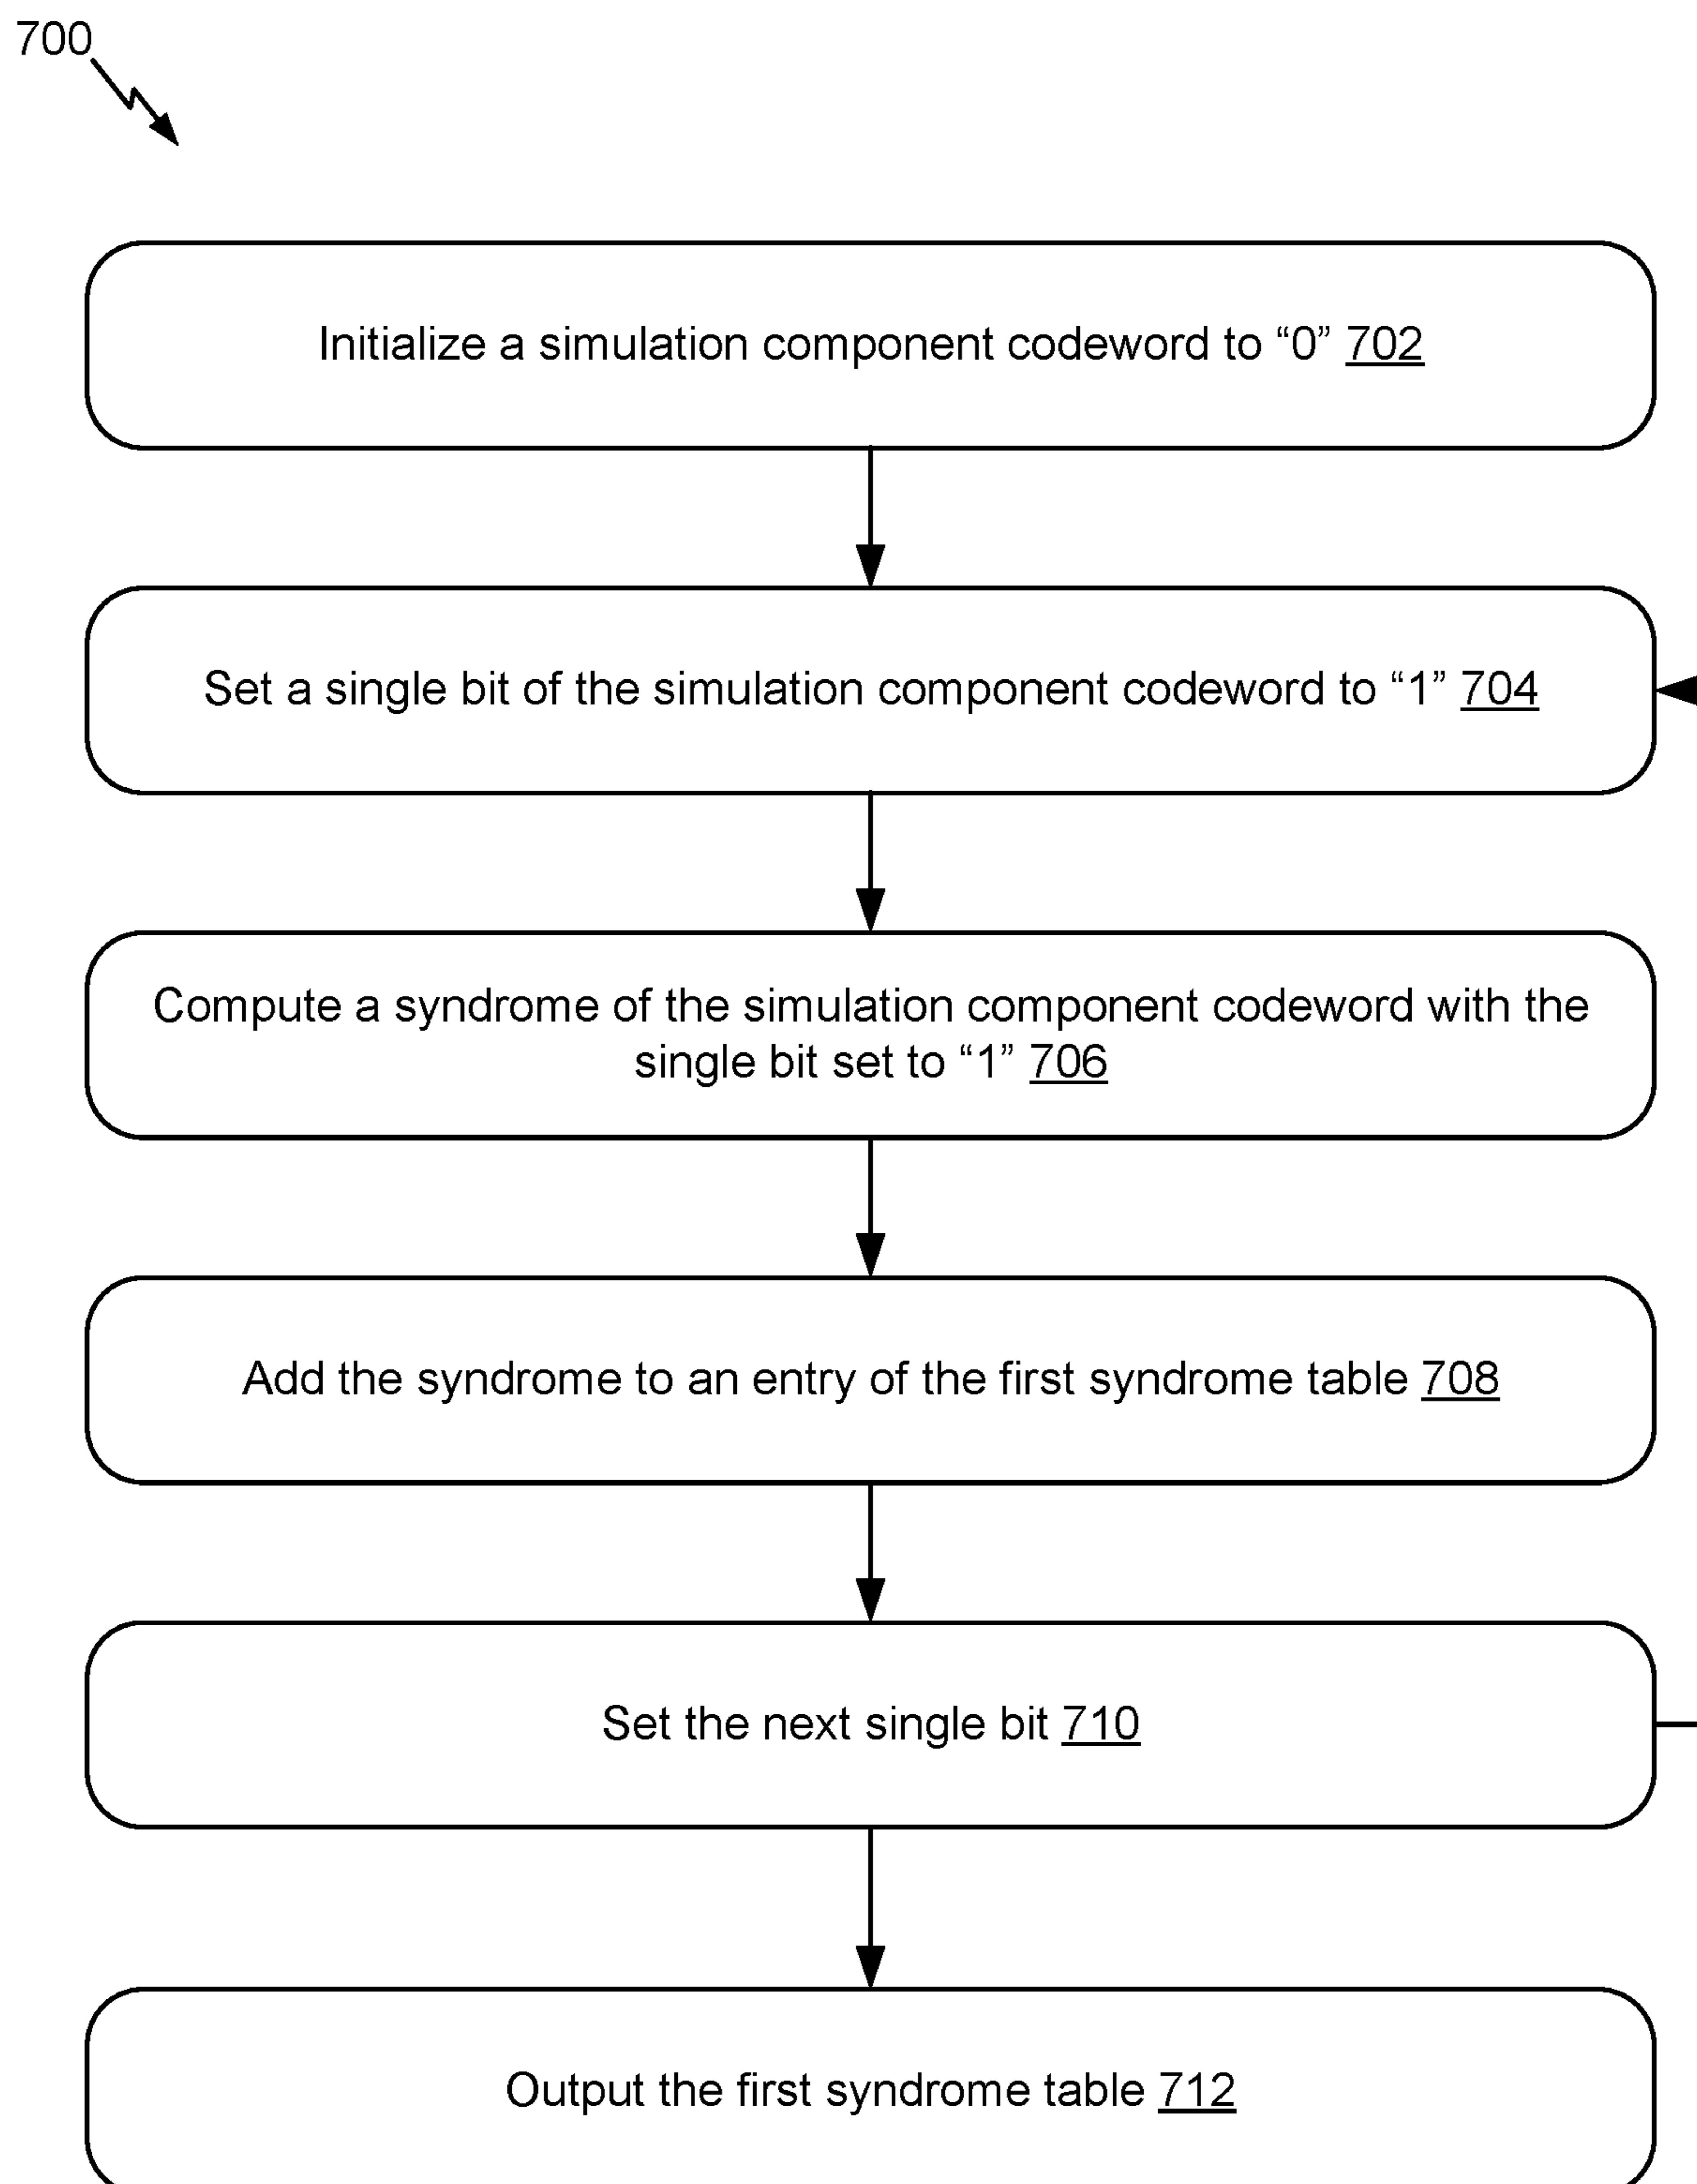 700
Initialize a simulation component codeword to “0” 702
Set a single bit of the simulation component codeword to “1” 704
Compute a syndrome of the simulation component codeword with the
single bit set to “1” 706
Add the syndrome to an entry of the first syndrome table 708
Set the next single bit 710
Output the first syndrome table 712